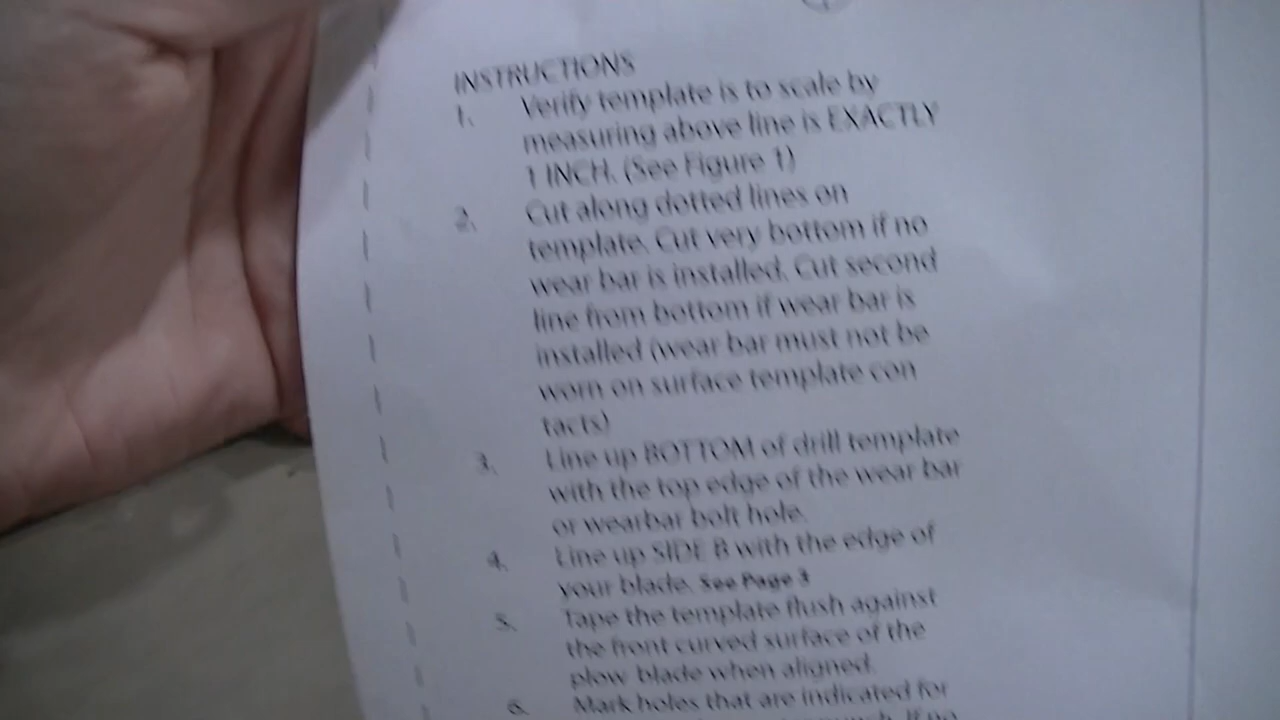 INSTRUCTIONS
1. Verify template is to scale by
measuring above line is EXACTLY
1 INCH. (See Figure 1)
2. Cut along dotted lines on
template. Cut very bottom if no
wear bar is installed. Cut second
line from bottom if wear bar is
installed (wear bar must not be
worn on surface template con
tacts)
3. Line up BOTTOM of drill template
with the top edge of the wear bar
or wearbar bolt hole.
4. Line up SIDE B with the edge of
your blade. See Page 3
5. Tape the template flush against
the front curved surface of the
plow blade when aligned.
6. Mark holes that are indicated for
If no